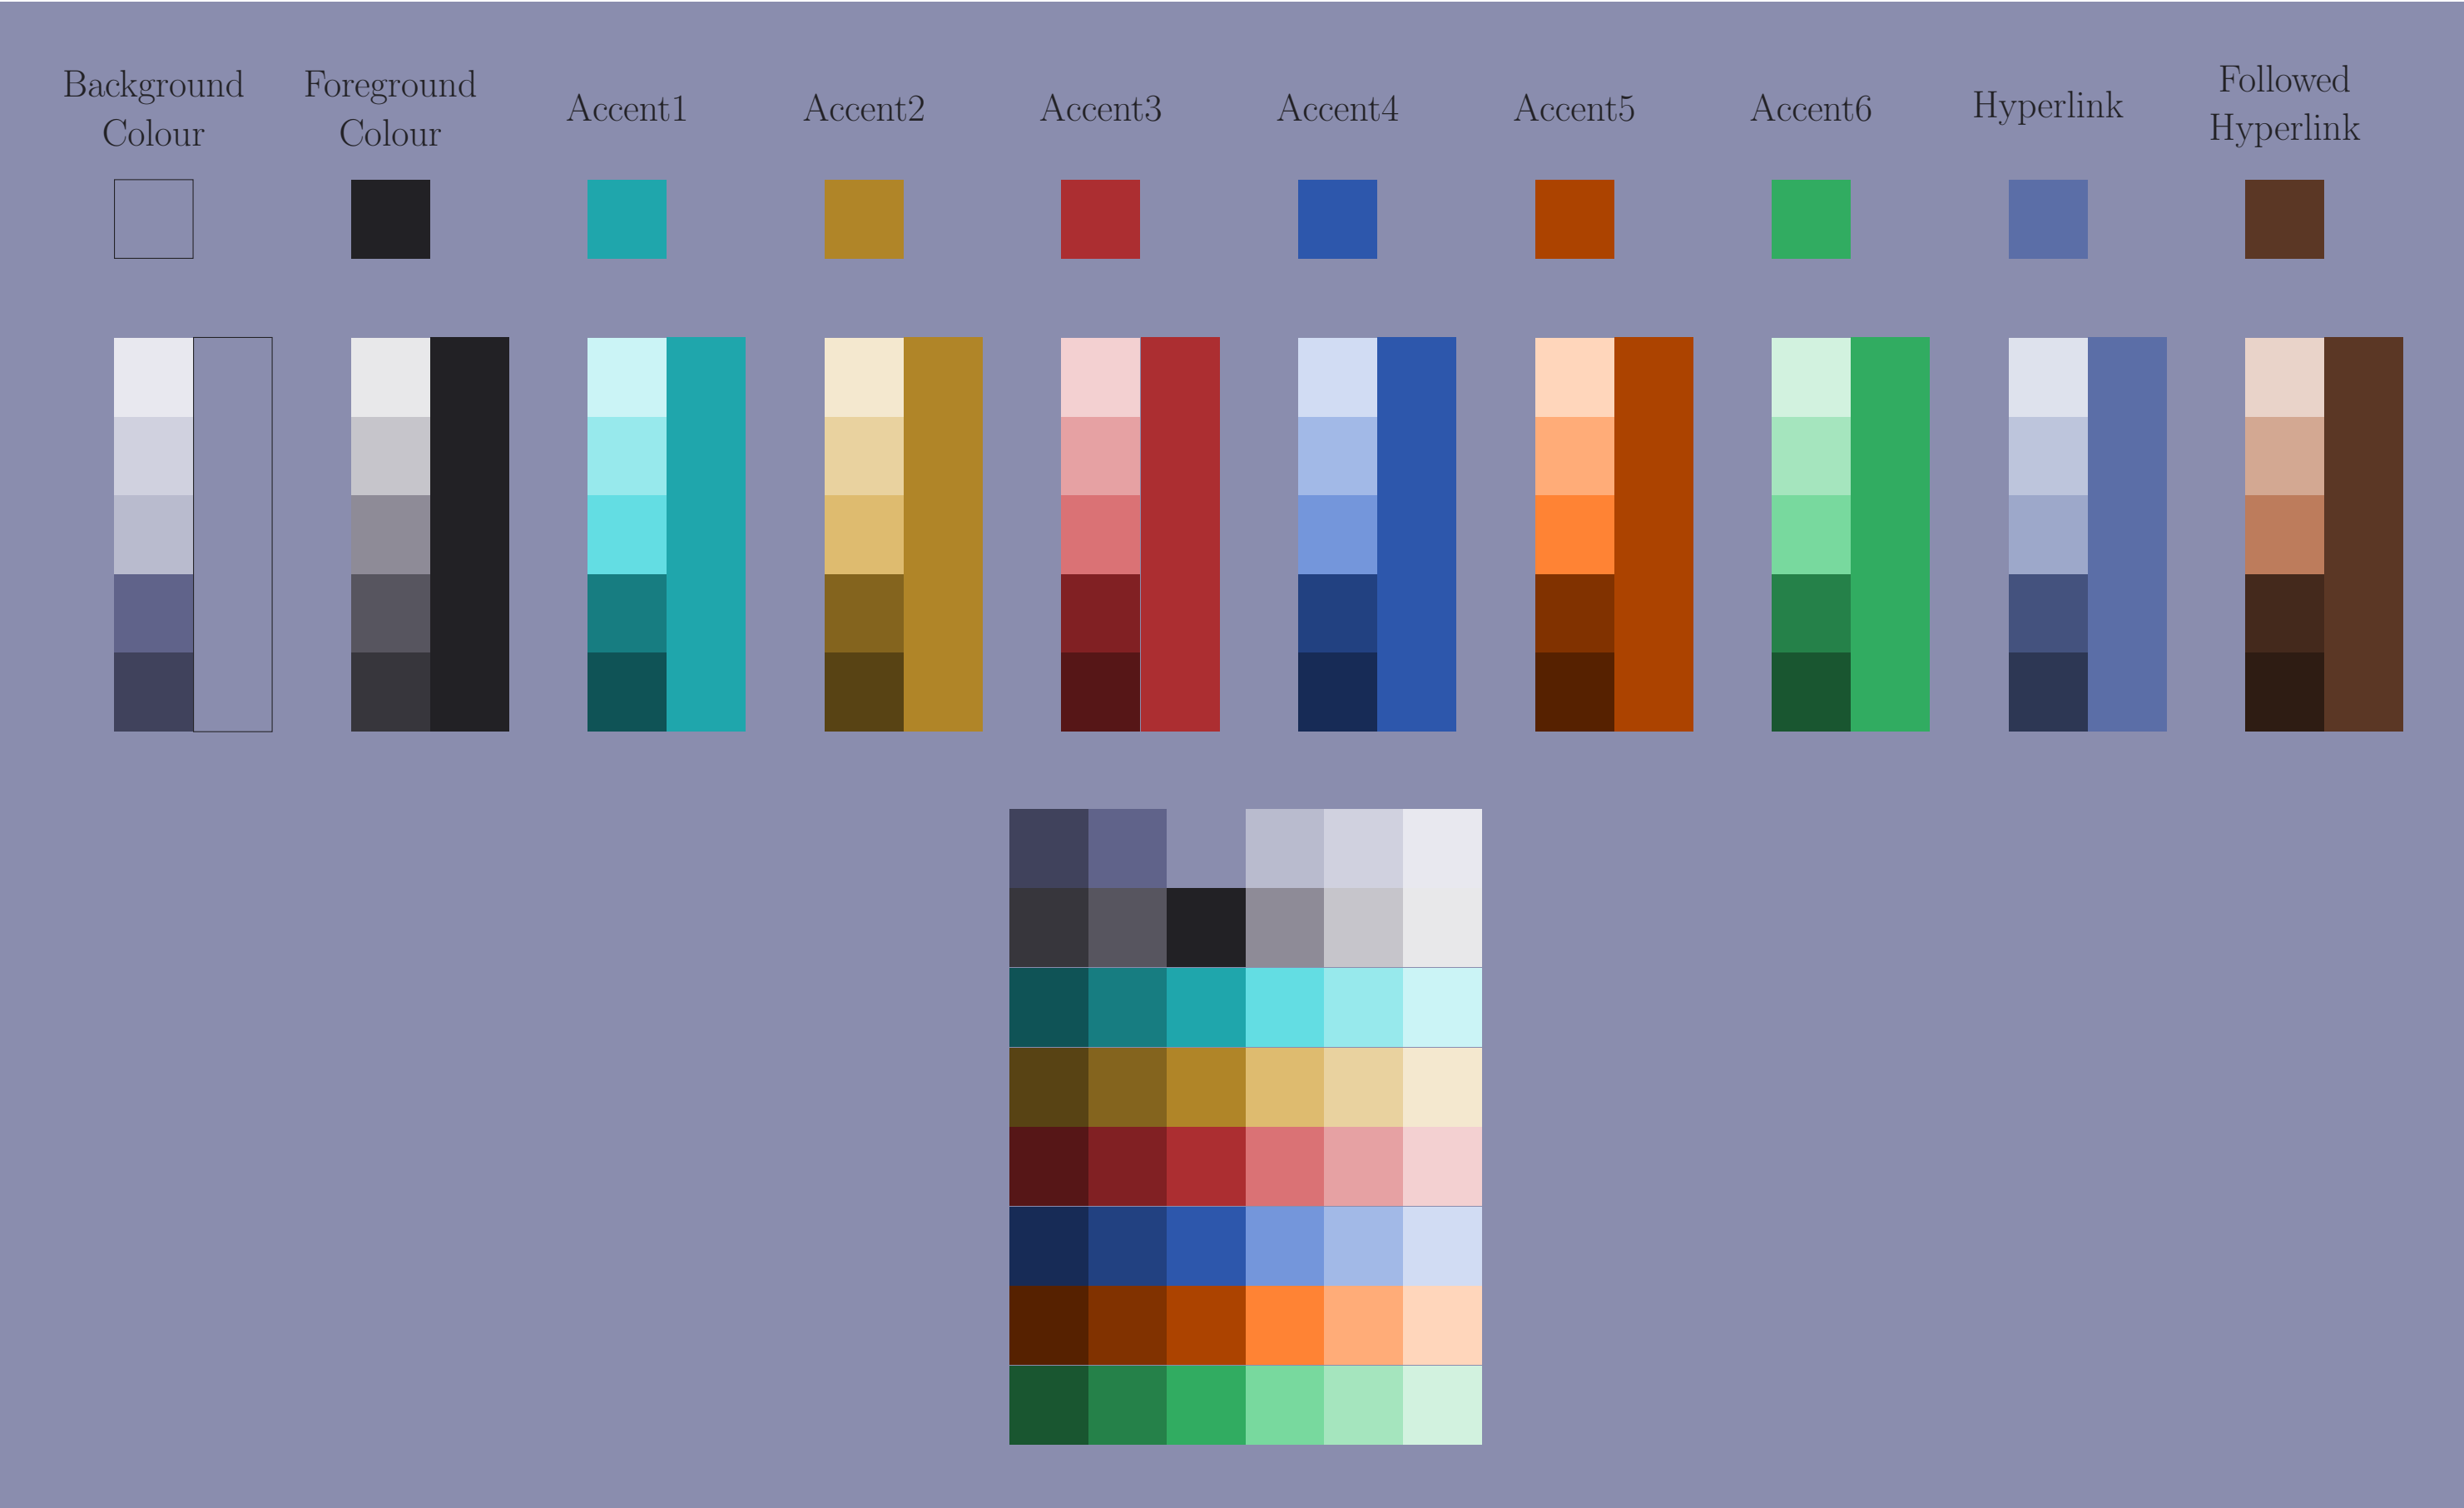 Background
Colour
Foreground
Colour
Accent1
Accent2
Accent3
Accent4
Accent5
Accent6
Hyperlink
Followed
Hyperlink